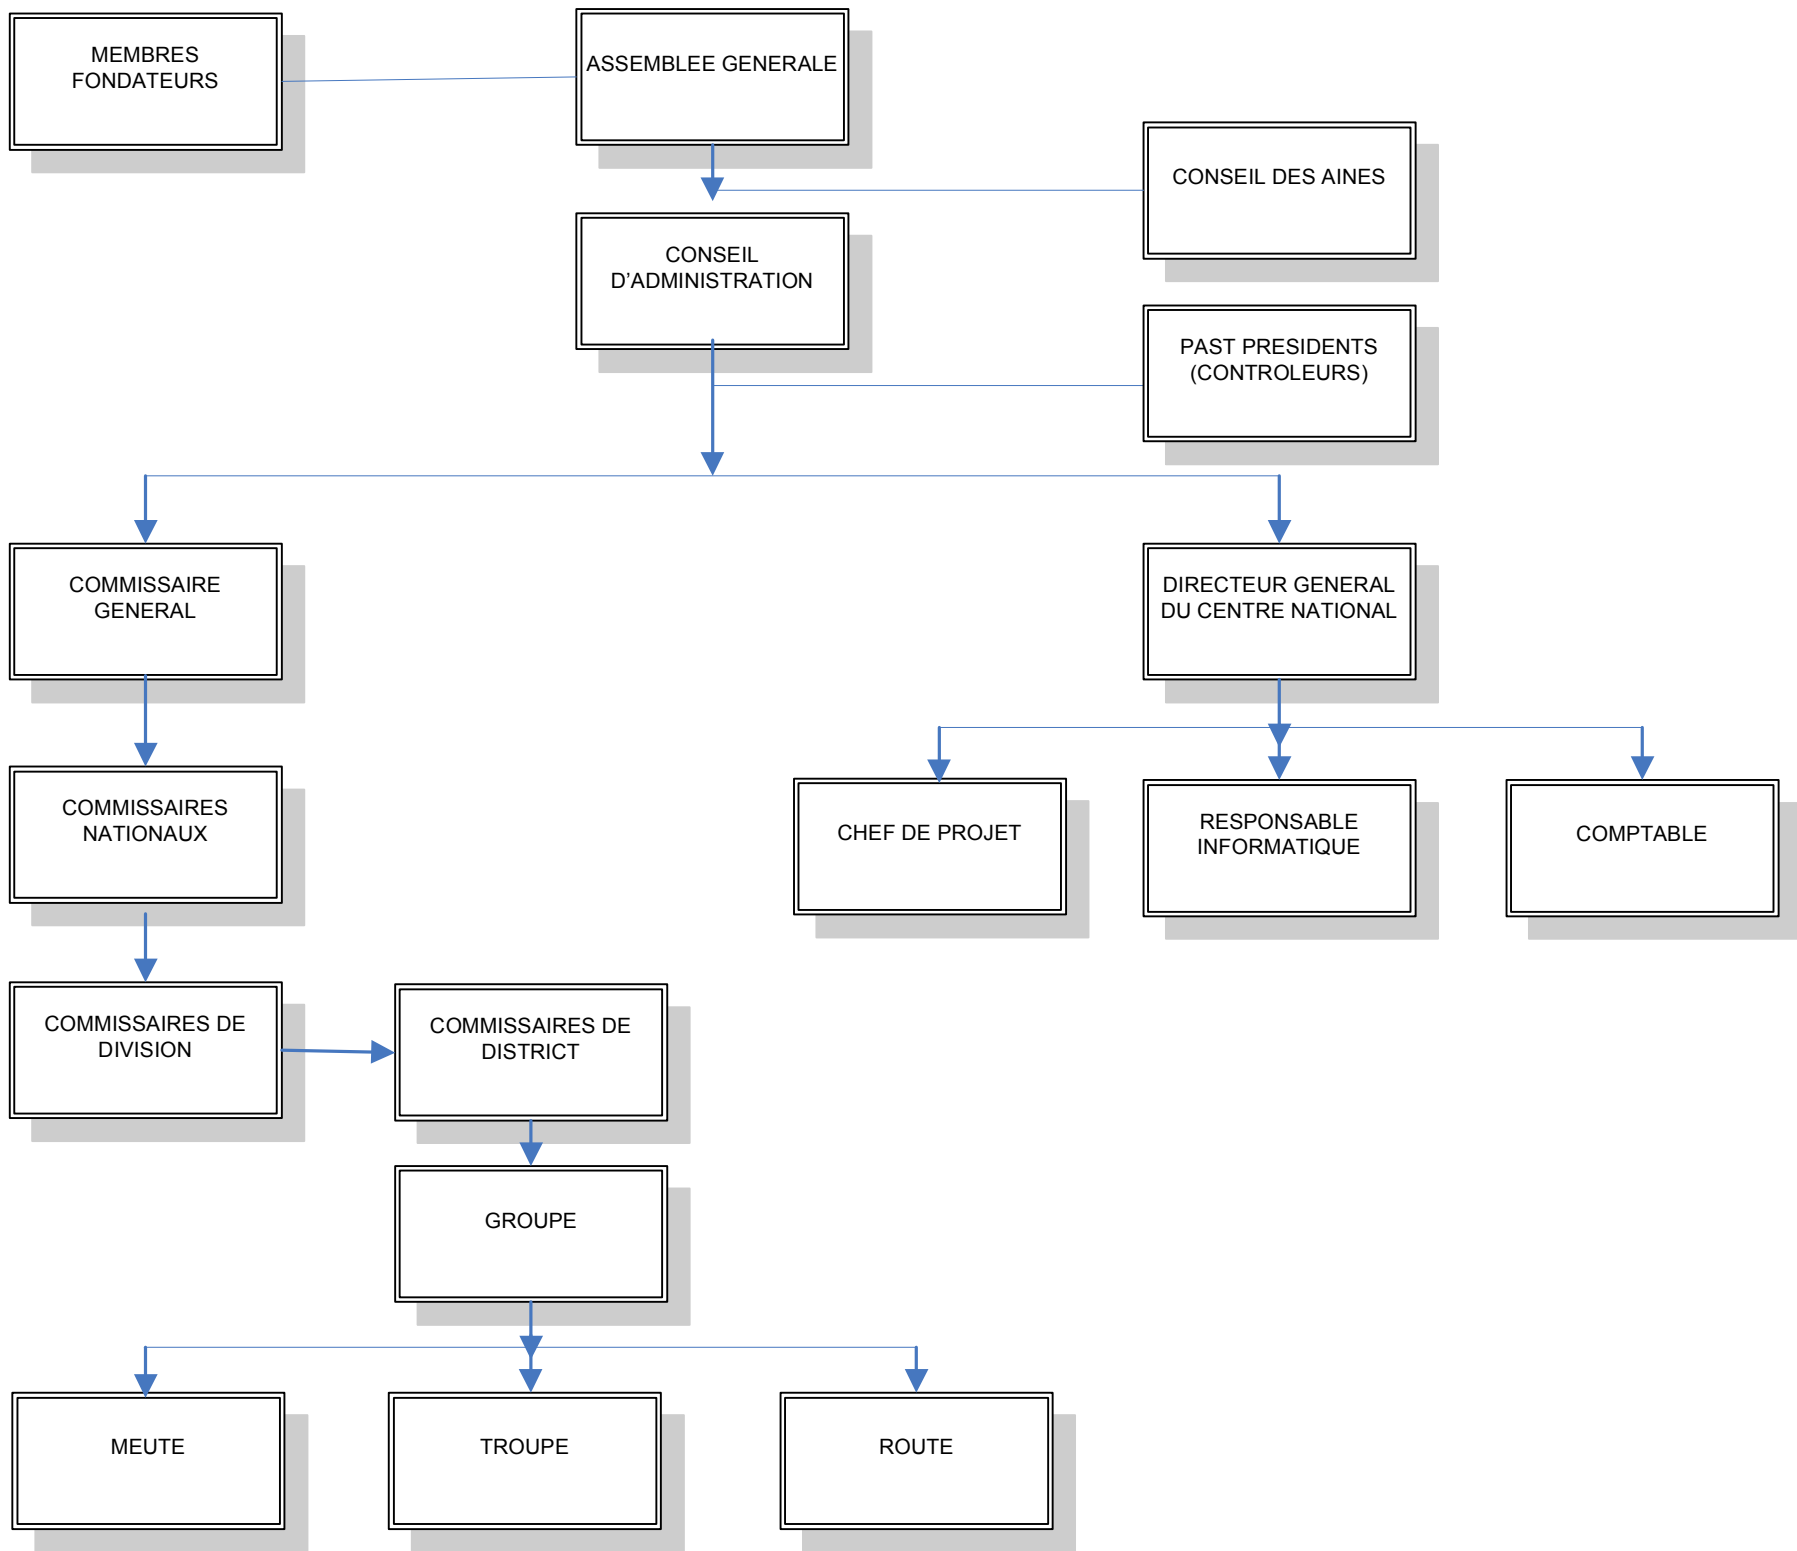 MEMBRES
FONDATEURS
ASSEMBLEE GENERALE
CONSEIL DES AINES
CONSEIL
D’ADMINISTRATION
PAST PRESIDENTS
(CONTROLEURS)
COMMISSAIRE
GENERAL
DIRECTEUR GENERAL
DU CENTRE NATIONAL
COMMISSAIRES
NATIONAUX
CHEF DE PROJET
RESPONSABLE
INFORMATIQUE
COMPTABLE
COMMISSAIRES DE
DIVISION
COMMISSAIRES DE
DISTRICT
GROUPE
MEUTE
TROUPE
ROUTE